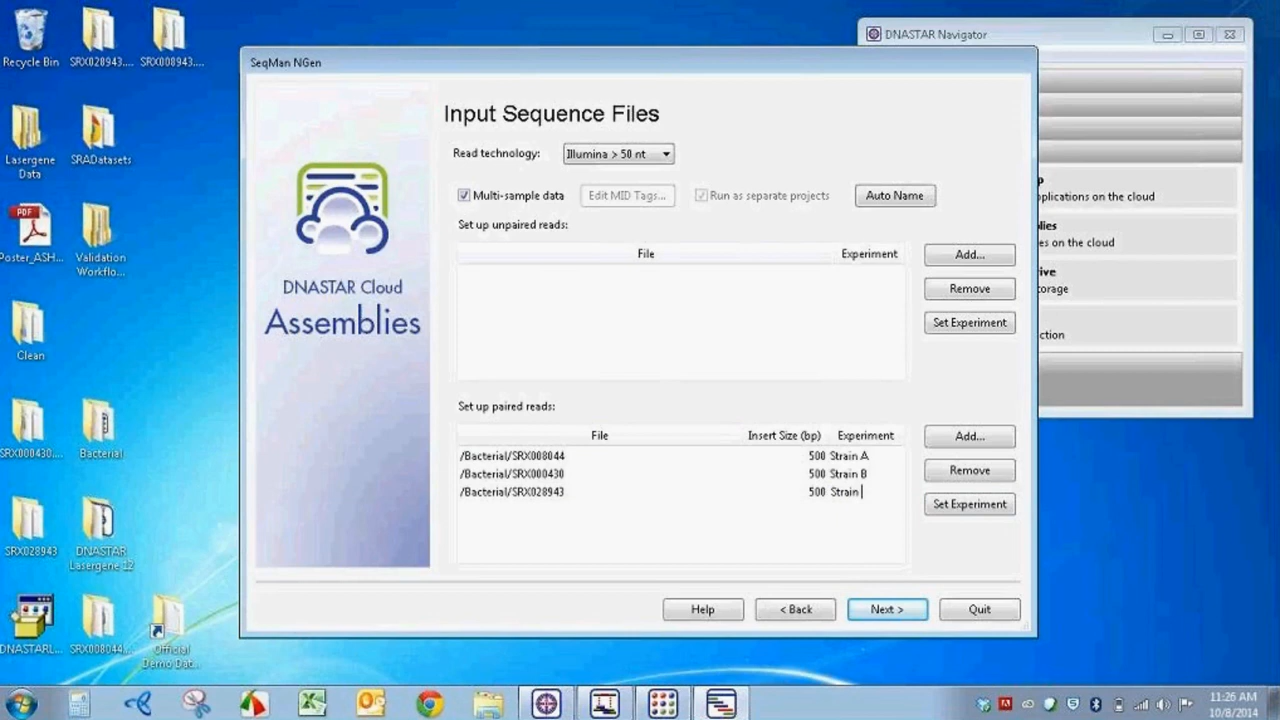 Recycle Bin
SRX028943....
SRX008943....
Lasergene Data
SRADatasets
PDF
Poster_ASH...
Validation Workflo...
Clean
SRX000430....
Bacterial
SRX028943
DNASTAR Lasergene 12
DNASTARL...
SRX008044...
Official Demo Dat...
DNASTAR Navigator
p
pplications on the cloud
lies
es on the cloud
rive
torage
ction
SeqMan NGen
DNASTAR Cloud
Assemblies
Input Sequence Files
Read technology: Illumina > 50 nt
Multi-sample data Edit MID Tags... Run as separate projects Auto Name
Set up unpaired reads:
File Experiment Add...
Remove
Set Experiment
Set up paired reads:
File Insert Size (bp) Experiment Add...
/Bacterial/SRX008044 500 Strain A
/Bacterial/SRX000430 500 Strain B
Remove
/Bacterial/SRX028943 500 Strain
Set Experiment
Help < Back Next > Quit
11:26 AM
10/8/2014